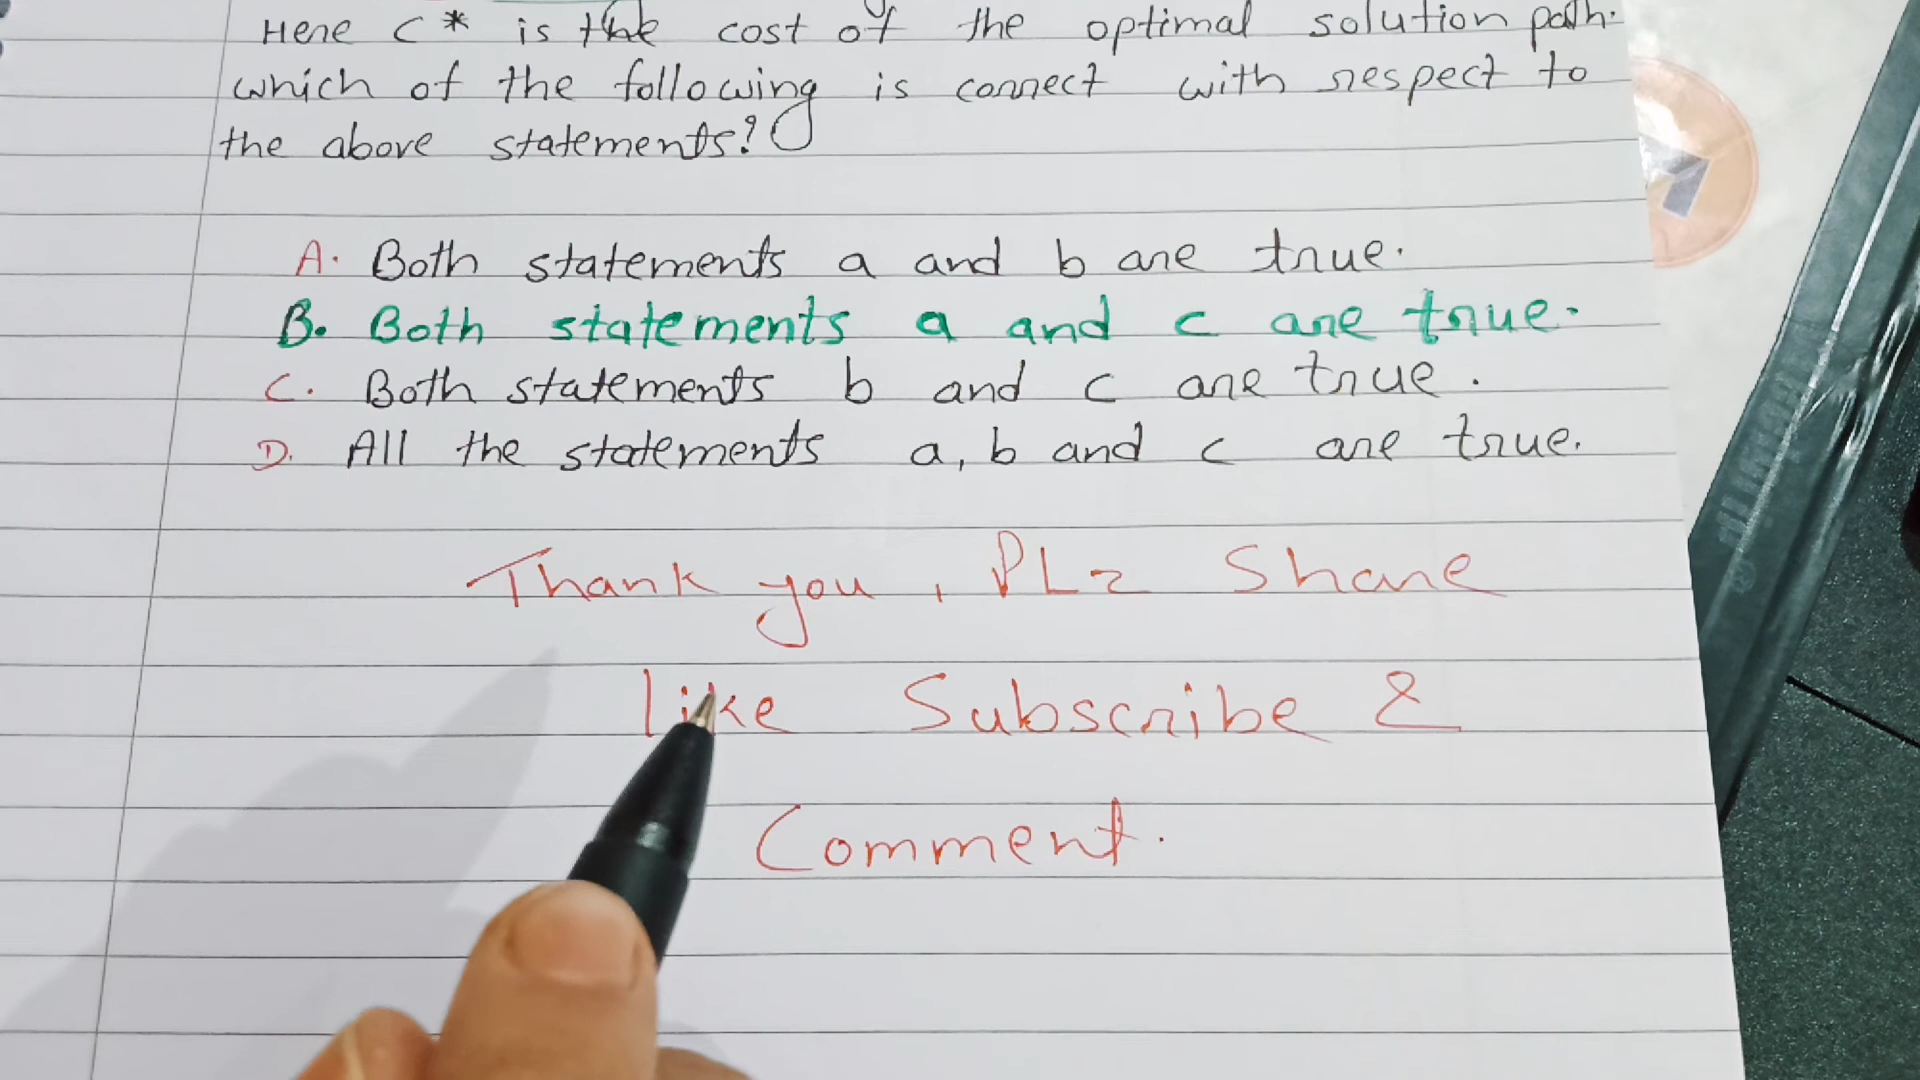 Here C* is the cost of the optimal solution path.
which of the following is correct with respect to
the above statements?
A. Both statements a and b are true.
B. Both statements a and c are true.
C. Both statements b and c are true.
D. All the statements a, b and c are true.
Thank you, PLz Share
like Subscribe &
Comment.